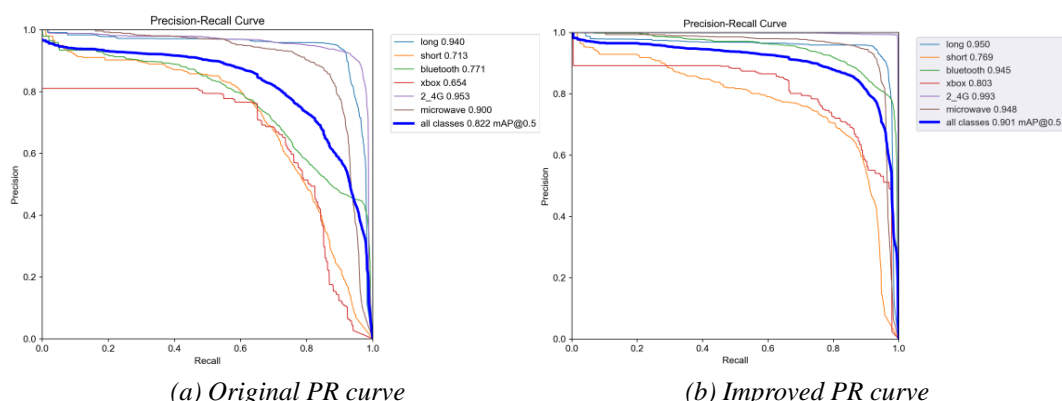 Precision-Recall Curve
1.0
0.8
0.6
0.4
0.2
0.0
Precision
0.0 0.2 0.4 0.6 0.8 1.0
Recall
long 0.940
short 0.713
bluetooth 0.771
xbox 0.654
2_4G 0.953
microwave 0.900
all classes 0.822 mAP@0.5
(a) Original PR curve
Precision-Recall Curve
1.0
0.8
0.6
0.4
0.2
0.0
Precision
0.0 0.2 0.4 0.6 0.8 1.0
Recall
long 0.950
short 0.769
bluetooth 0.945
xbox 0.803
2_4G 0.993
microwave 0.948
all classes 0.901 mAP@0.5
(b) Improved PR curve